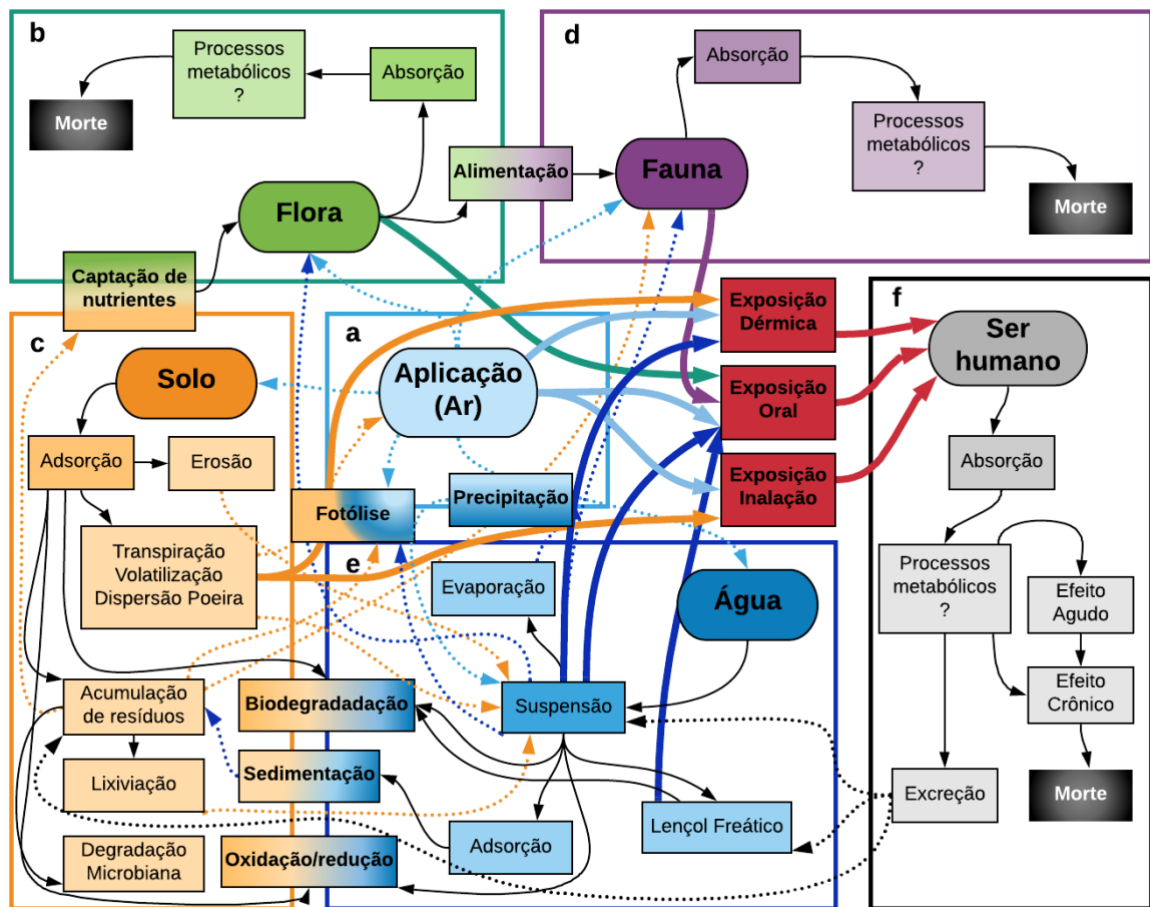 b
Processos
metabólicos
?
Absorção
Morte
Flora
Alimentação
Captação de
nutrientes
d
Absorção
Fauna
Processos
metabólicos
?
Morte
c
Solo
Adsorção
Erosão
Transpiração
Volatilização
Dispersão Poeira
Acumulação
de resíduos
Lixiviação
Degradação
Microbiana
a
Aplicação
(Ar)
Fotólise
Precipitação
Exposição
Dérmica
Exposição
Oral
Exposição
Inalação
e
Evaporação
Água
Suspensão
Biodegradadação
Sedimentação
Adsorção
Lençol Freático
Oxidação/redução
f
Ser
humano
Absorção
Processos
metabólicos
?
Efeito
Agudo
Efeito
Crônico
Excreção
Morte